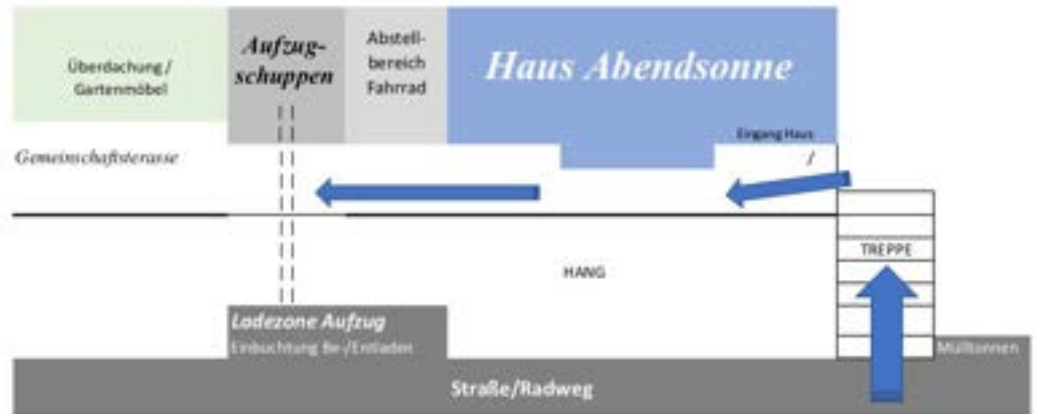 Überdachung /
Gartenmöbel
Aufzug-
schuppen
Abstell-
bereich
Fahrrad
Haus Abendsonne
Eingang Haus
/
Gemeinschaftsterasse
TREPPE
HANG
Ladezone Aufzug
Einbuchtung Be-/Entladen
Mülltonnen
Straße/Radweg